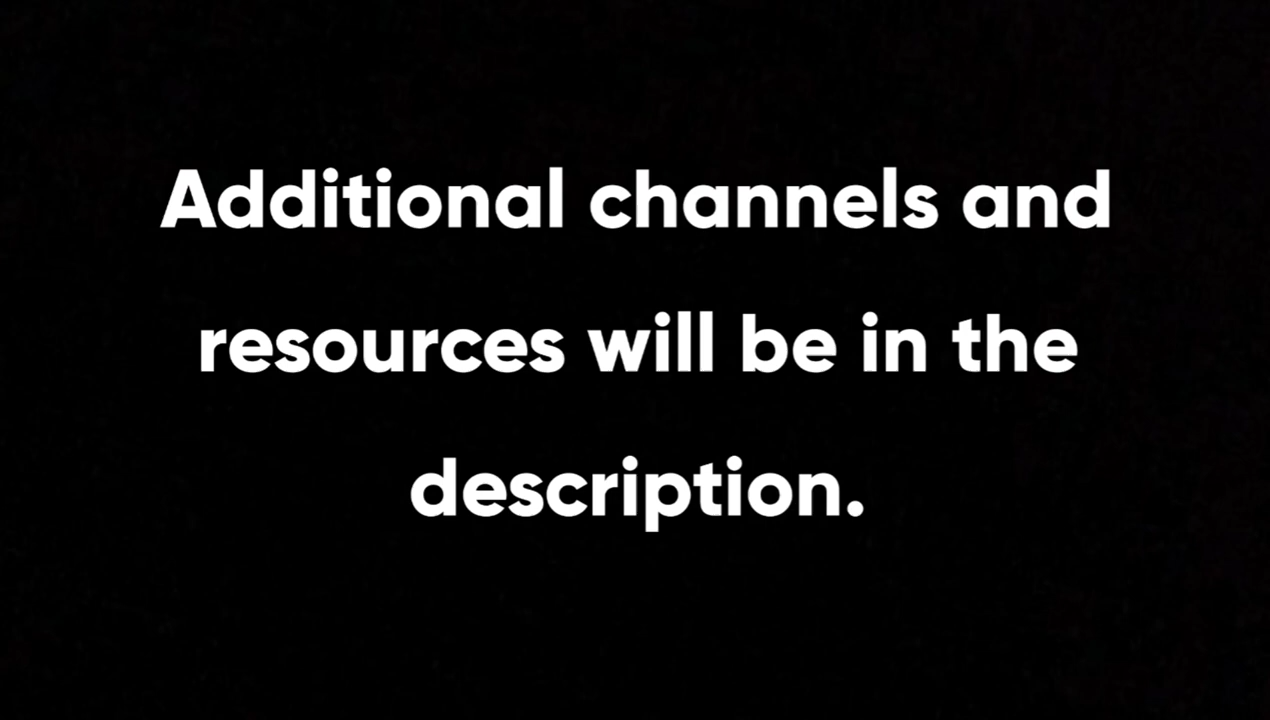 Additional channels and
resources will be in the
description.